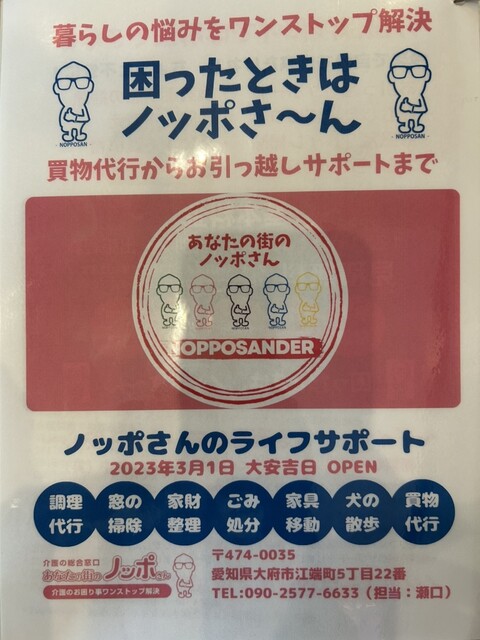 暮らしの悩みをワンストップ解決
困ったときは
ノッポさ〜ん
- NOPPOSAN -
- NOPPOSAN -
買物代行からお引っ越しサポートまで
あなたの街の
ノッポさん
OPPOSANDER
ノッポさんのライフサポート
2023年3月1日 大安吉日 OPEN
調理代行 窓の掃除 家財整理 ごみ処分 家具移動 犬の散歩 買物代行
介護の総合窓口
あなたの街のノッポさん
介護のお困り事ワンストップ解決
〒474-0035
愛知県大府市江端町5丁目22番
TEL:090-2577-6633（担当：瀬口）